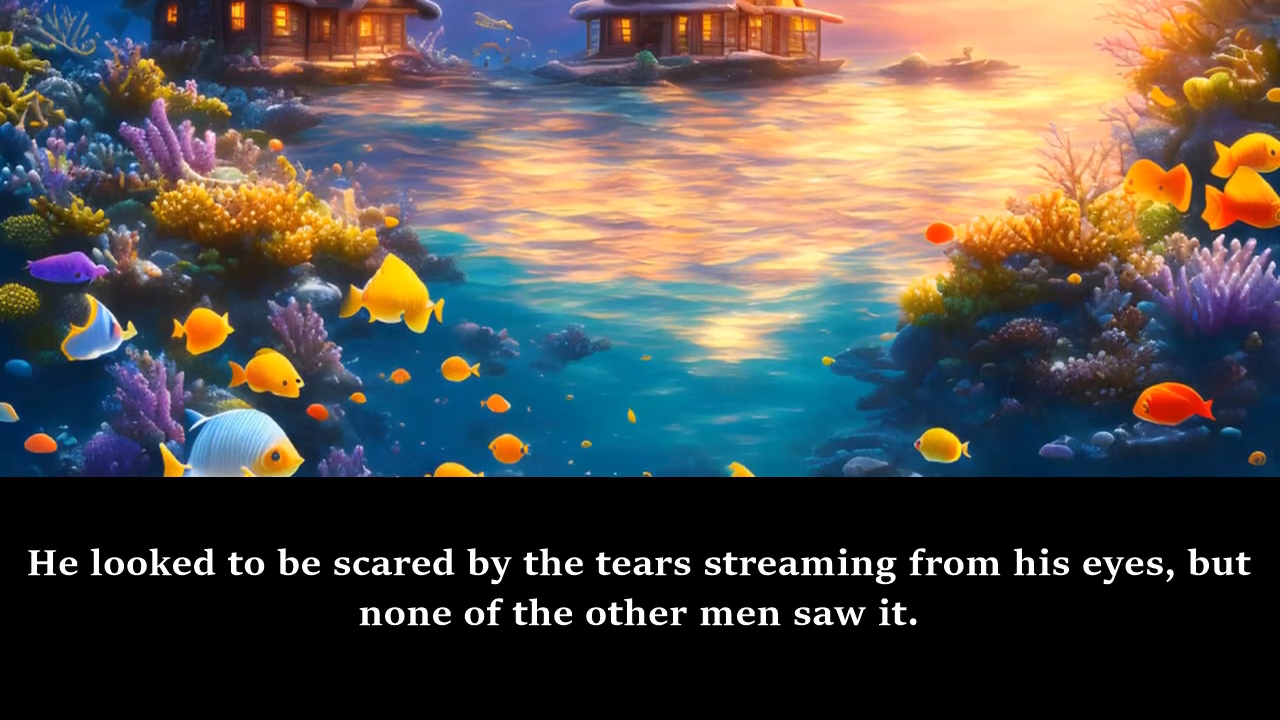 He looked to be scared by the tears streaming from his eyes, but
none of the other men saw it.